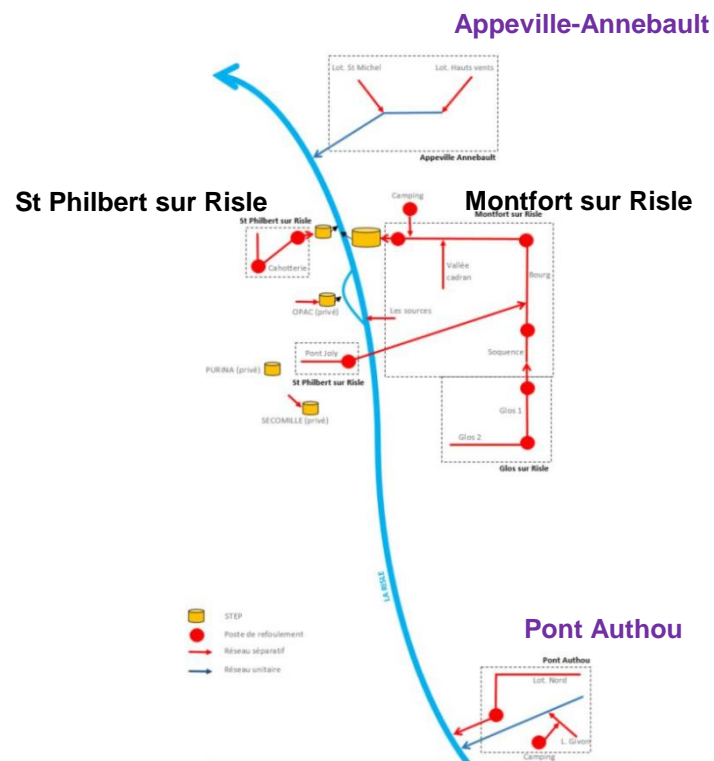 Appeville-Annebault
Lot. St Michel
Lot. Hauts vents
Appeville Annebault
St Philbert sur Risle
Montfort sur Risle
Camping
Montfort sur Risle
St Philbert sur Risle
Cahotterie
Vallée
cadran
Bourg
OPAC (privé)
Les sources
Pont Joly
Soquence
PURINA (privé)
St Philbert sur Risle
Glos 1
SECOMILLE (privé)
Glos 2
Glos sur Risle
LA RISLE
STEP
Poste de refoulement
Réseau séparatif
Réseau unitaire
Pont Authou
Pont Authou
Lot. Nord
L. Givon
Camping